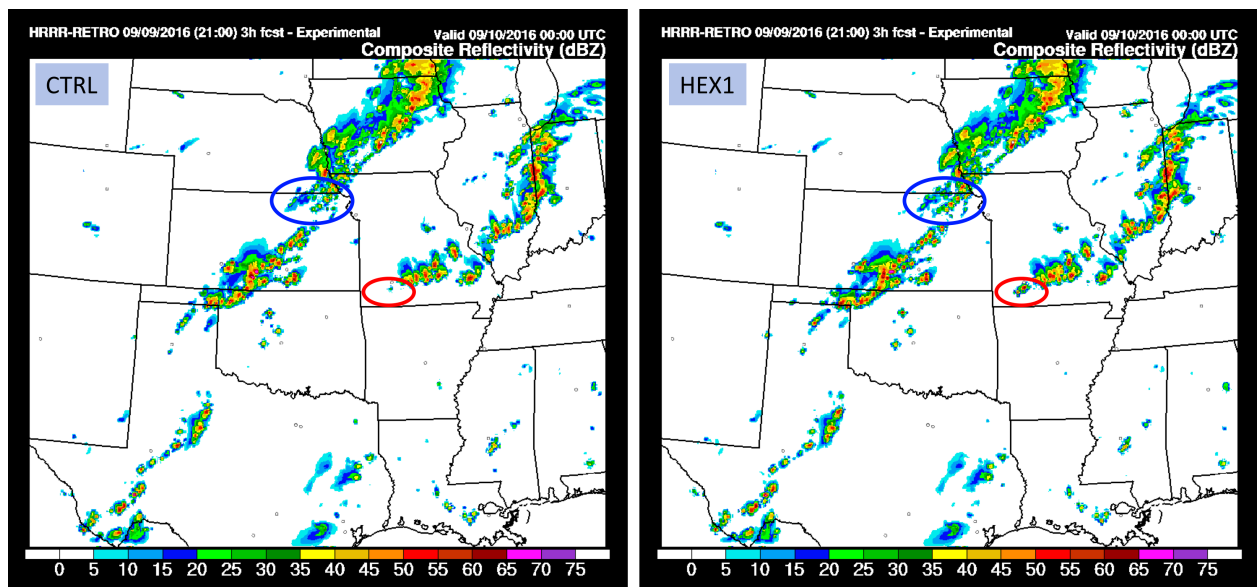 HRRR-RETRO 09/09/2016 (21:00) 3h fcst - Experimental
Valid 09/10/2016 00:00 UTC
Composite Reflectivity (dBZ)
CTRL
0 5 10 15 20 25 30 35 40 45 50 55 60 65 70 75
HRRR-RETRO 09/09/2016 (21:00) 3h fcst - Experimental
Valid 09/10/2016 00:00 UTC
Composite Reflectivity (dBZ)
HEX1
0 5 10 15 20 25 30 35 40 45 50 55 60 65 70 75